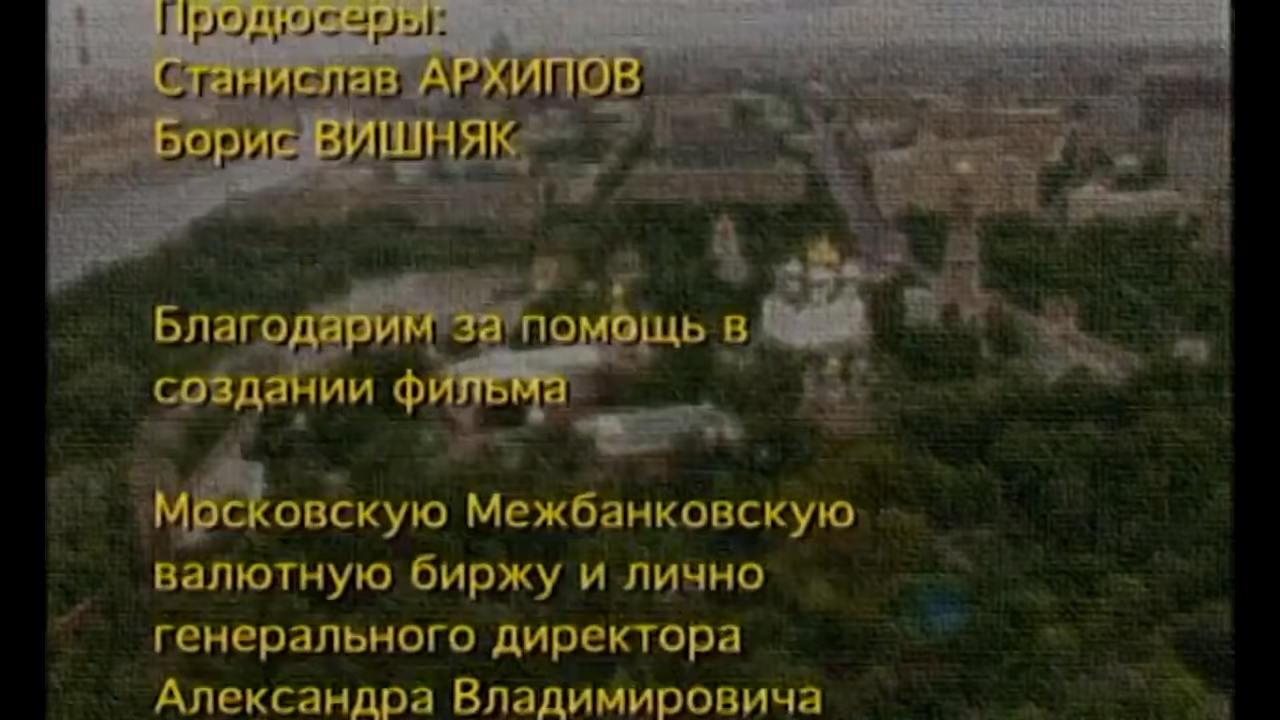 Продюсеры:
Станислав АРХИПОВ
Борис ВИШНЯК
Благодарим за помощь в
создании фильма
Московскую Межбанковскую
валютную биржу и лично
генерального директора
Александра Владимировича